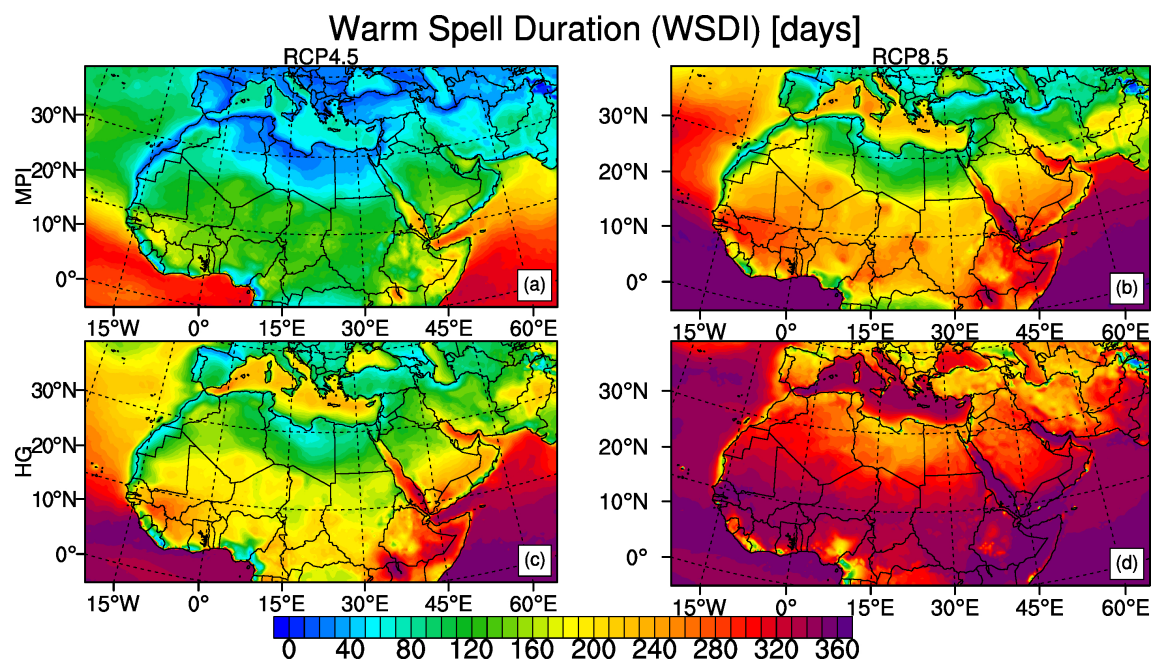 Warm Spell Duration (WSDI) [days]
RCP4.5 RCP8.5
MPI
30°N 30°N
20°N 20°N
10°N 10°N
0° 0°
(a) (b)
15°W 0° 15°E 30°E 45°E 60°E 15°W 0° 15°E 30°E 45°E 60°E
HG
30°N 30°N
20°N 20°N
10°N 10°N
0° 0°
(c) (d)
15°W 0° 15°E 30°E 45°E 60°E 15°W 0° 15°E 30°E 45°E 60°E
0 40 80 120 160 200 240 280 320 360